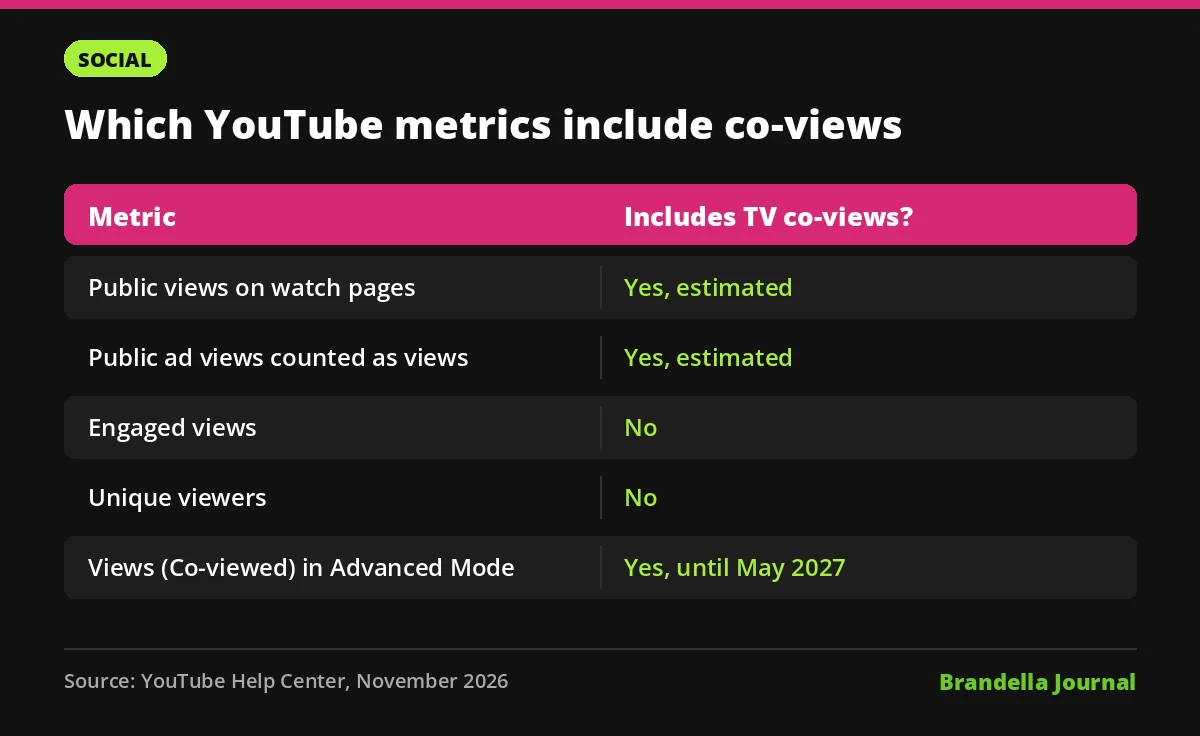 SOCIAL
Which YouTube metrics include co-views
Metric Includes TV co-views?
Public views on watch pages Yes, estimated
Public ad views counted as views Yes, estimated
Engaged views No
Unique viewers No
Views (Co-viewed) in Advanced Mode Yes, until May 2027
Source: YouTube Help Center, November 2026 Brandella Journal